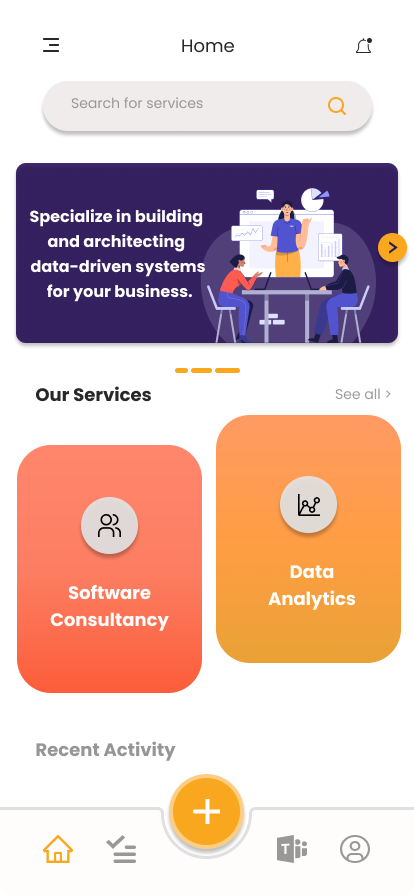 Home
Search for services
Specialize in building
and architecting
data-driven systems
for your business.
Our Services
See all >
Software
Consultancy
Data
Analytics
Recent Activity
T